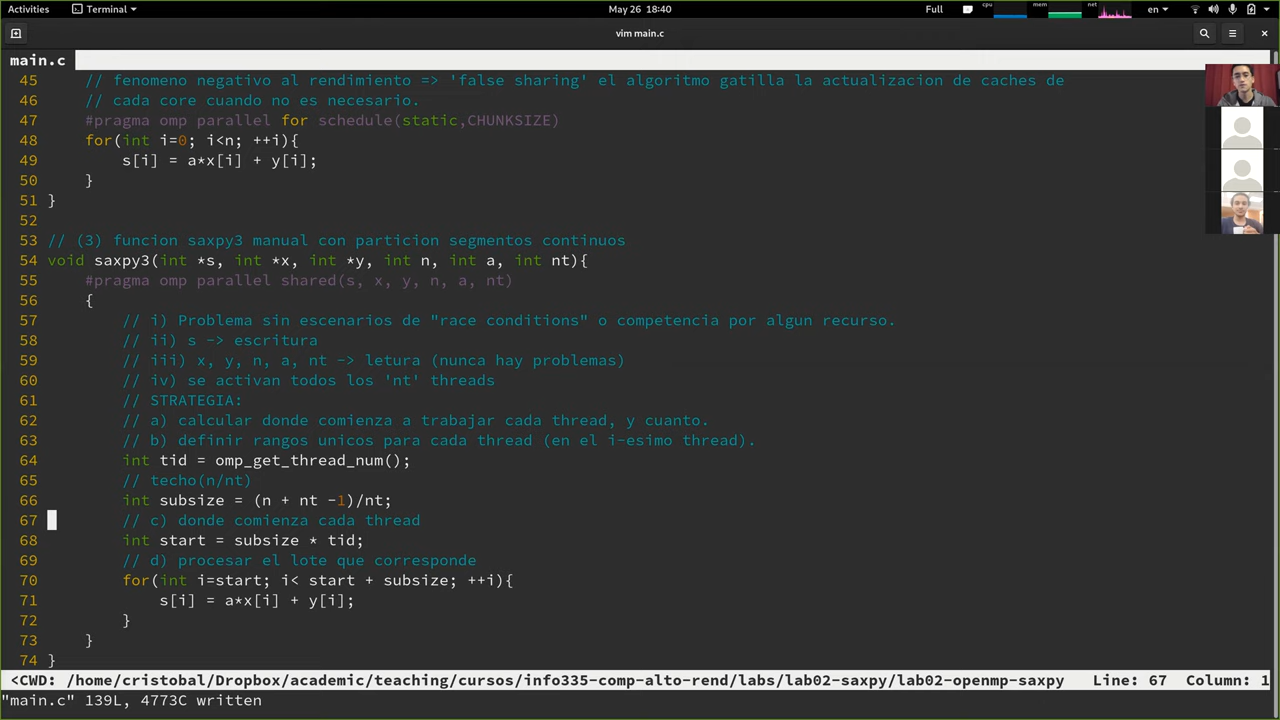 Activities Terminal May 26 18:40 Full cpu mem net en
vim main.c
main.c
45 // fenomeno negativo al rendimiento => 'false sharing' el algoritmo gatilla la actualizacion de caches de
46 // cada core cuando no es necesario.
47 #pragma omp parallel for schedule(static,CHUNKSIZE)
48 for(int i=0; i<n; ++i){
49 s[i] = a*x[i] + y[i];
50 }
51 }
52
53 // (3) funcion saxpy3 manual con particion segmentos continuos
54 void saxpy3(int *s, int *x, int *y, int n, int a, int nt){
55 #pragma omp parallel shared(s, x, y, n, a, nt)
56 {
57 // i) Problema sin escenarios de "race conditions" o competencia por algun recurso.
58 // ii) s -> escritura
59 // iii) x, y, n, a, nt -> letura (nunca hay problemas)
60 // iv) se activan todos los 'nt' threads
61 // STRATEGIA:
62 // a) calcular donde comienza a trabajar cada thread, y cuanto.
63 // b) definir rangos unicos para cada thread (en el i-esimo thread).
64 int tid = omp_get_thread_num();
65 // techo(n/nt)
66 int subsize = (n + nt -1)/nt;
67 // c) donde comienza cada thread
68 int start = subsize * tid;
69 // d) procesar el lote que corresponde
70 for(int i=start; i< start + subsize; ++i){
71 s[i] = a*x[i] + y[i];
72 }
73 }
74 }
<CWD: /home/cristobal/Dropbox/academic/teaching/cursos/info335-comp-alto-rend/labs/lab02-saxpy/lab02-openmp-saxpy Line: 67 Column: 1
"main.c" 139L, 4773C written